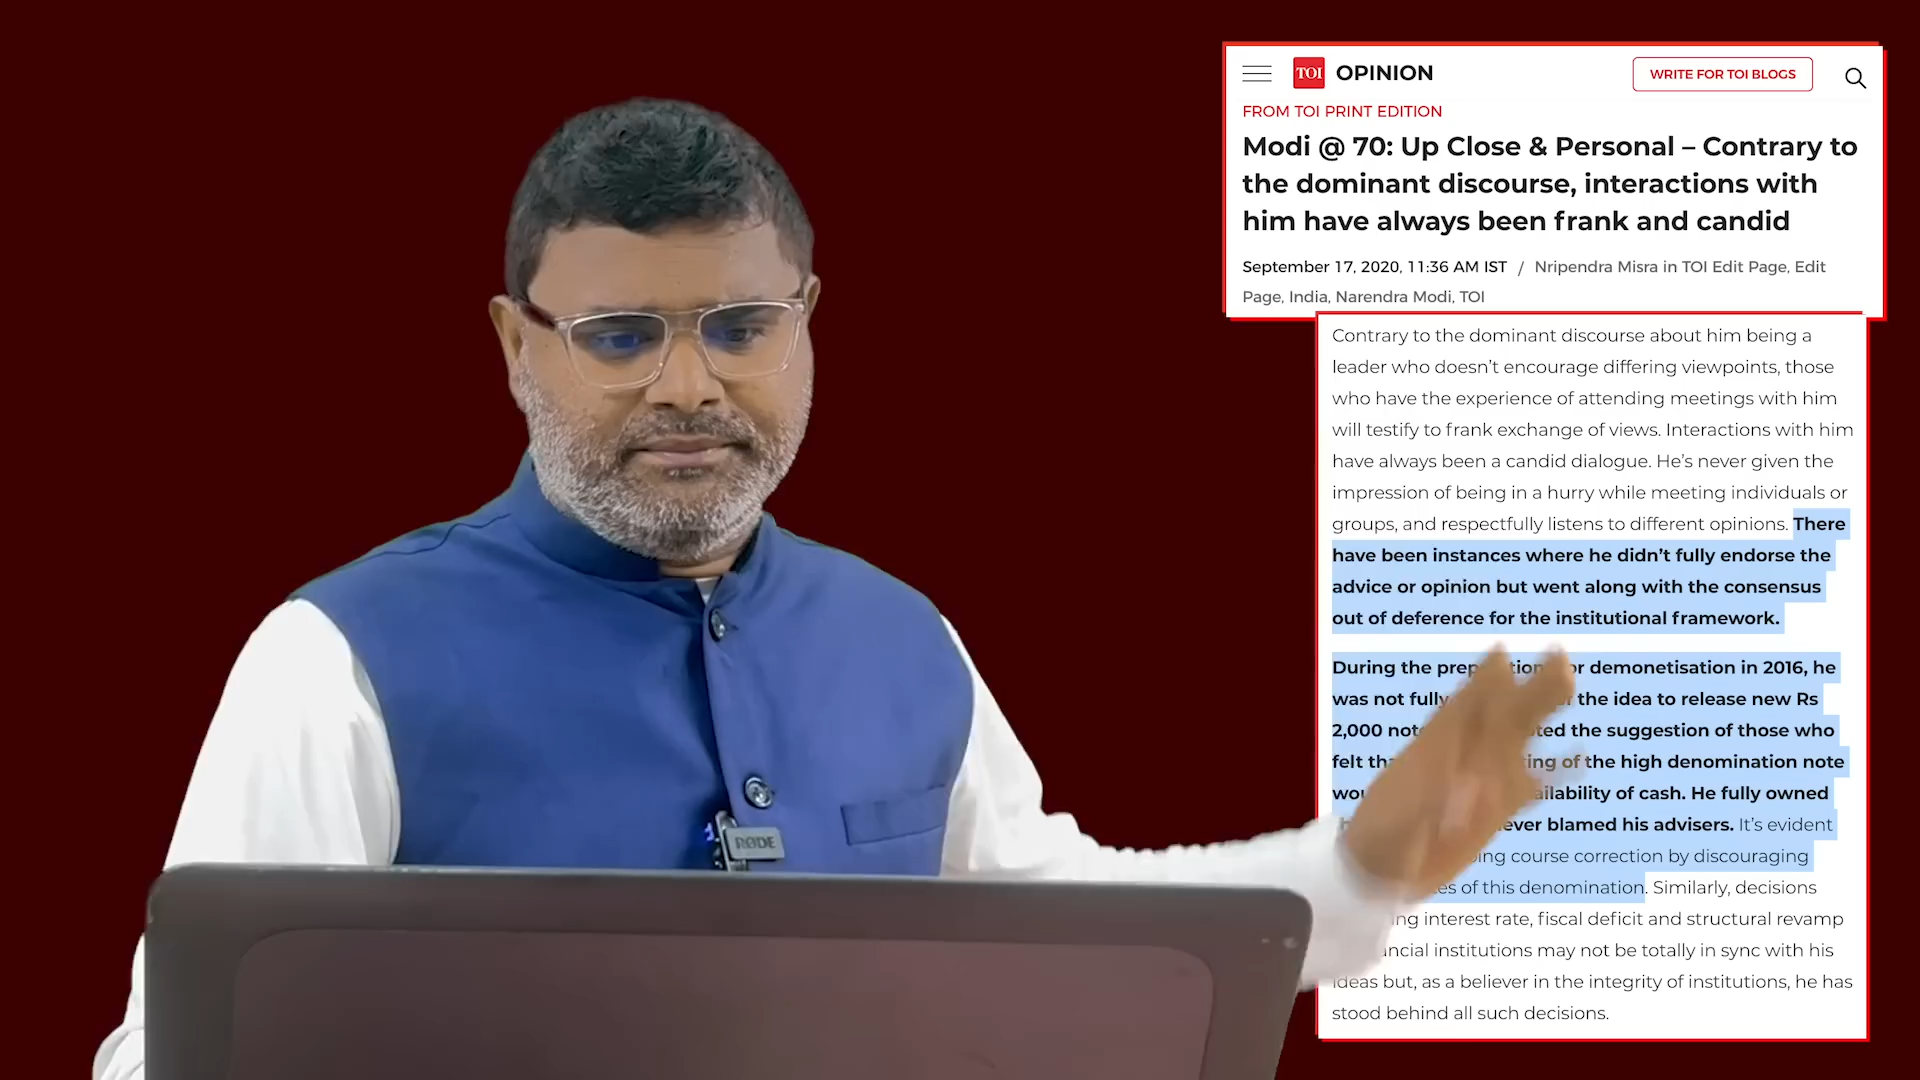 TOI OPINION
WRITE FOR TOI BLOGS
FROM TOI PRINT EDITION
Modi @ 70: Up Close & Personal – Contrary to
the dominant discourse, interactions with
him have always been frank and candid
September 17, 2020, 11:36 AM IST / Nripendra Misra in TOI Edit Page, Edit
Page, India, Narendra Modi, TOI
Contrary to the dominant discourse about him being a
leader who doesn’t encourage differing viewpoints, those
who have the experience of attending meetings with him
will testify to frank exchange of views. Interactions with him
have always been a candid dialogue. He’s never given the
impression of being in a hurry while meeting individuals or
groups, and respectfully listens to different opinions. There
have been instances where he didn’t fully endorse the
advice or opinion but went along with the consensus
out of deference for the institutional framework.
During the demonetisation in 2016, he
was not fully the idea to release new Rs
2,000 the suggestion of those who
felt of the high denomination note
of cash. He fully owned
blamed his advisers. It’s evident
course correction by discouraging
of this denomination. Similarly, decisions
interest rate, fiscal deficit and structural revamp
institutions may not be totally in sync with his
ideas but, as a believer in the integrity of institutions, he has
stood behind all such decisions.
RØDE